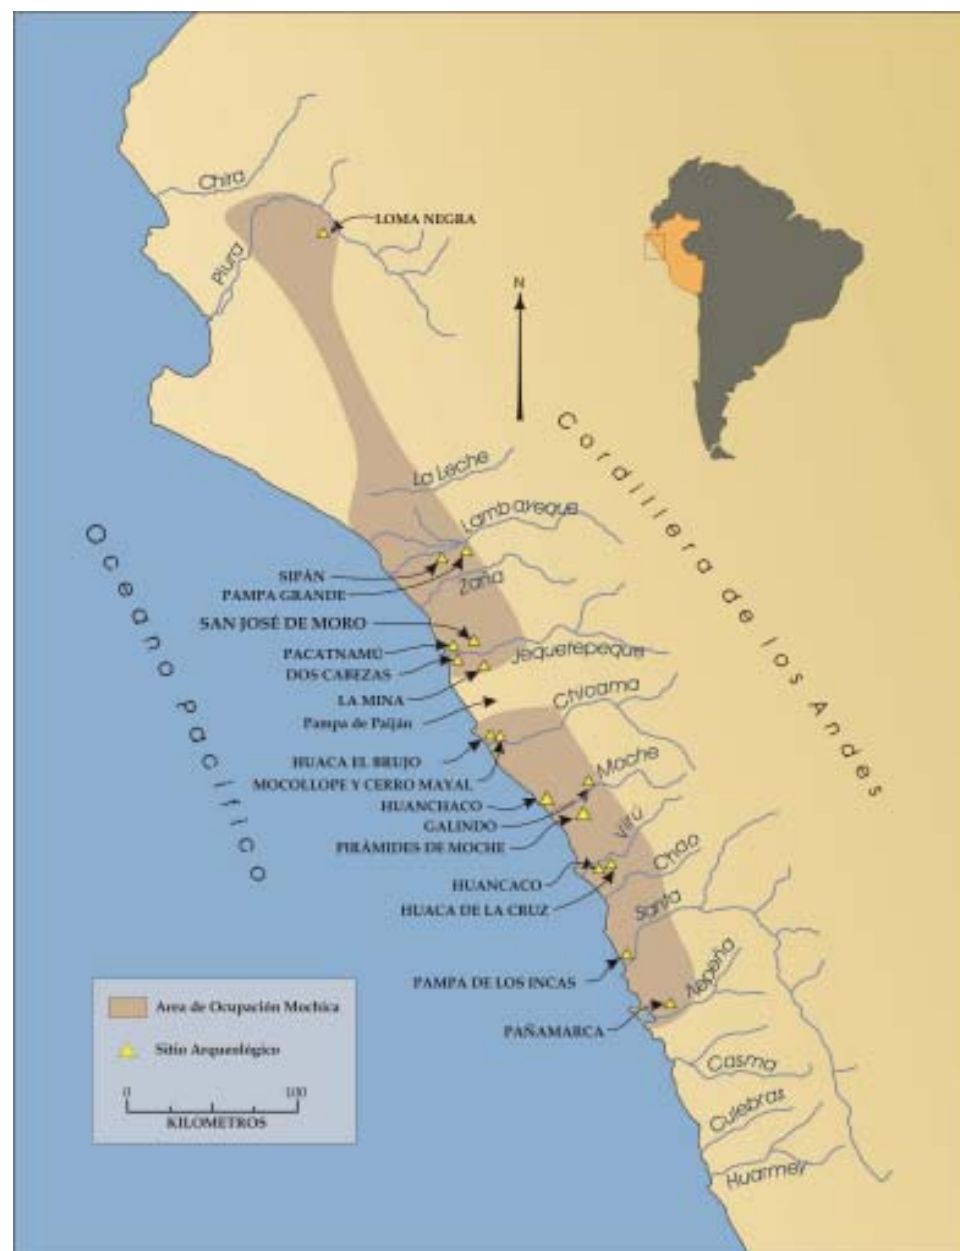 Chira
LOMA NEGRA
Piura
N
Cordillera de los Andes
La Leche
Lambayeque
Oceano pacifico
SIPÁN
Zaña
PAMPA GRANDE
SAN JOSÉ DE MORO
PACATNAMÚ
Jequetepeque
DOS CABEZAS
LA MINA
Chicama
Pampa de Paiján
HUACA EL BRUJO
Moche
MOCOLLOPE Y CERRO MAYAL
HUANCHACO
GALINDO
Virú
PIRÁMIDES DE MOCHE
Chao
HUANCACO
Santa
HUACA DE LA CRUZ
Ñepeña
PAMPA DE LOS INCAS
PAÑAMARCA
Area de Ocupación Mochica
Sitio Arqueológico
0 100
KILOMETROS
Casma
Culebras
Huarmey